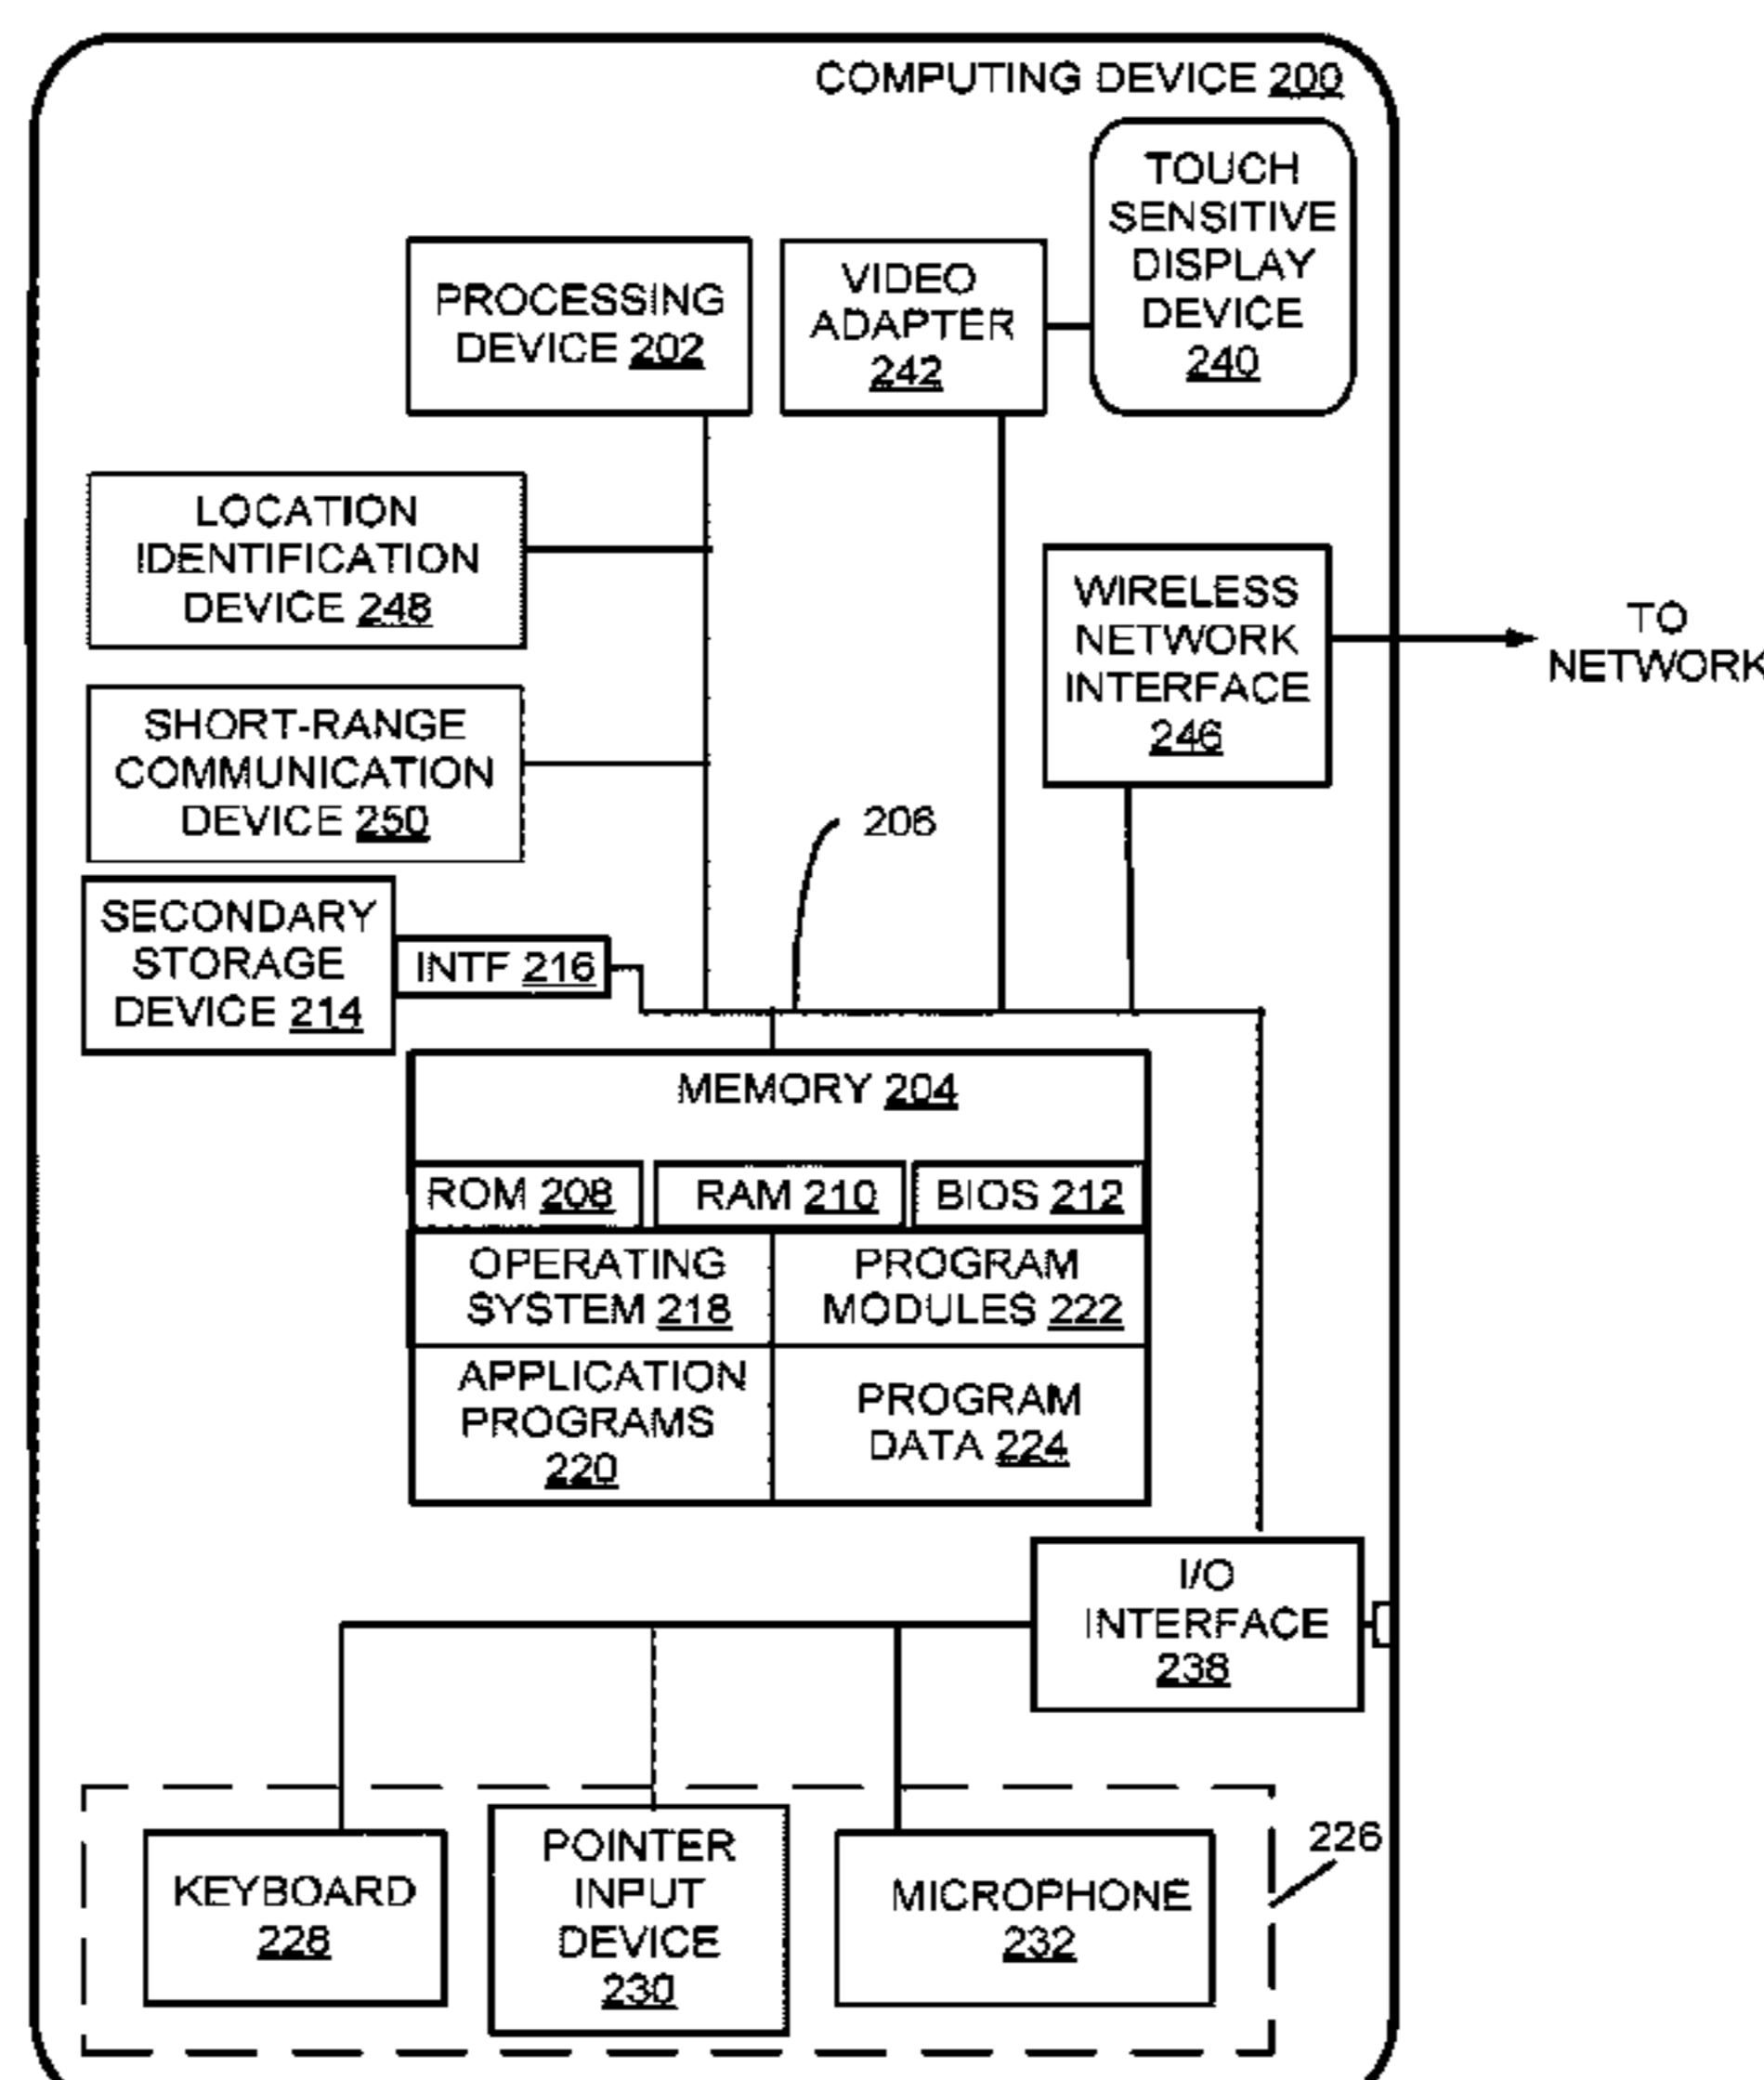 COMPUTING DEVICE 200
TOUCH
SENSITIVE
DISPLAY
DEVICE
240
PROCESSING
DEVICE 202
VIDEO
ADAPTER
242
LOCATION
IDENTIFICATION
DEVICE 248
WIRELESS
NETWORK
INTERFACE
246
TO
NETWORK
SHORT-RANGE
COMMUNICATION
DEVICE 250
206
SECONDARY
STORAGE
DEVICE 214
INTF 216
MEMORY 204
ROM 208
RAM 210
BIOS 212
OPERATING
SYSTEM 218
PROGRAM
MODULES 222
APPLICATION
PROGRAMS
220
PROGRAM
DATA 224
I/O
INTERFACE
238
226
KEYBOARD
228
POINTER
INPUT
DEVICE
230
MICROPHONE
232